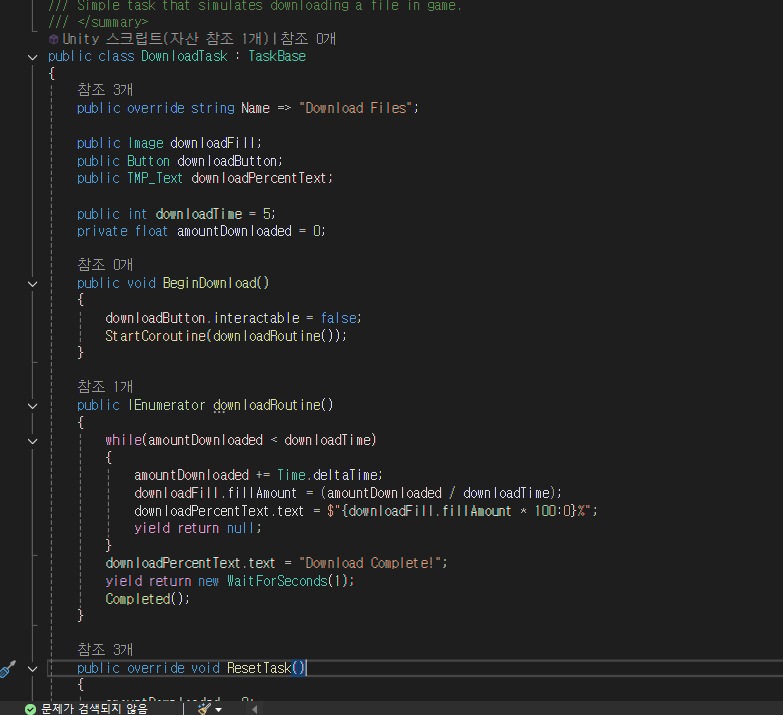 /// Simple task that simulates downloading a file in game.
/// </summary>
Unity 스크립트(자산 참조 1개)|참조 0개
public class DownloadTask : TaskBase
{
참조 3개
public override string Name => "Download Files";
public Image downloadFill;
public Button downloadButton;
public TMP_Text downloadPercentText;
public int downloadTime = 5;
private float amountDownloaded = 0;
참조 0개
public void BeginDownload()
{
downloadButton.interactable = false;
StartCoroutine(downloadRoutine());
}
참조 1개
public IEnumerator downloadRoutine()
{
while(amountDownloaded < downloadTime)
{
amountDownloaded += Time.deltaTime;
downloadFill.fillAmount = (amountDownloaded / downloadTime);
downloadPercentText.text = $"{downloadFill.fillAmount * 100:0}%";
yield return null;
}
downloadPercentText.text = "Download Complete!";
yield return new WaitForSeconds(1);
Completed();
}
참조 3개
public override void ResetTask()
{
문제가 검색되지 않음